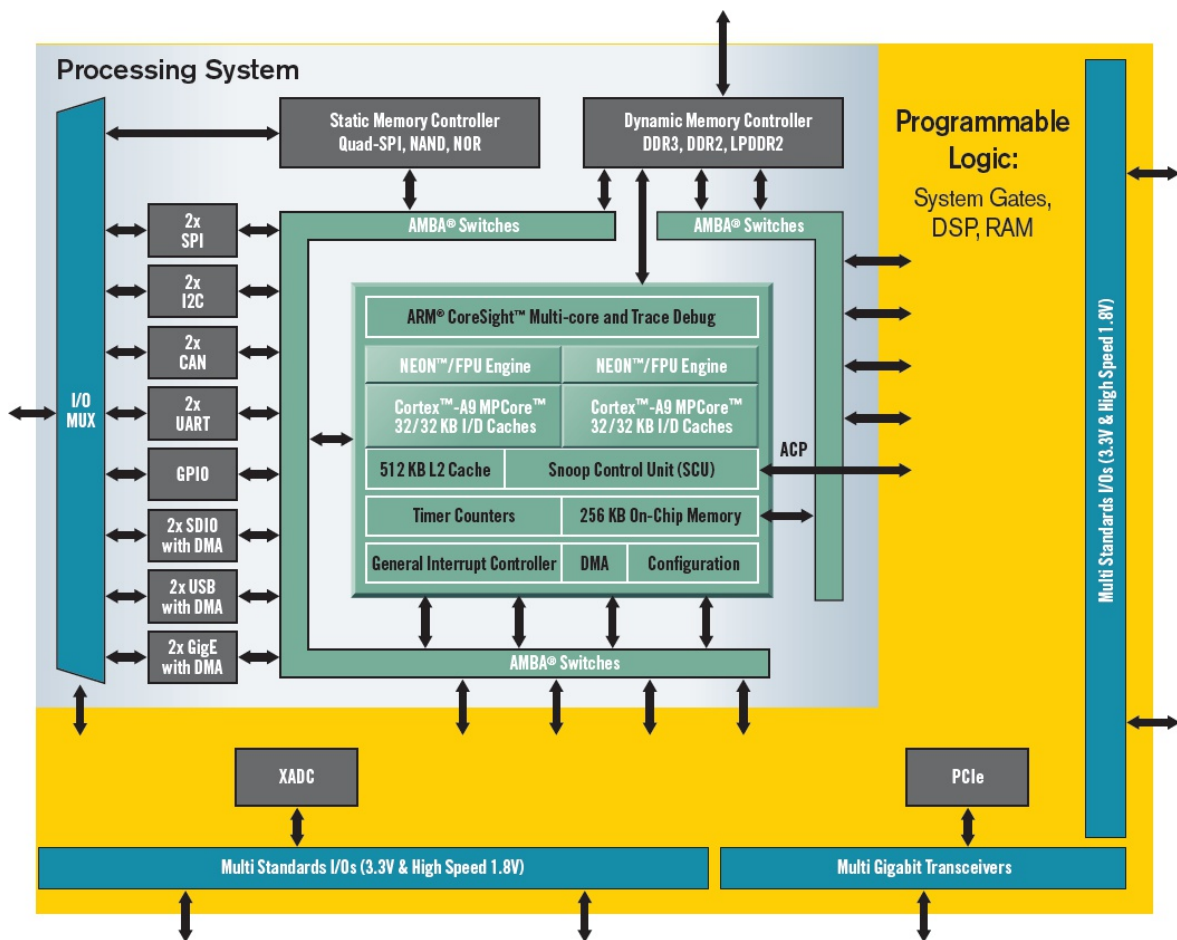 Processing System
Static Memory Controller
Quad-SPI, NAND, NOR
Dynamic Memory Controller
DDR3, DDR2, LPDDR2
Programmable
Logic:
System Gates,
DSP, RAM
AMBA® Switches
AMBA® Switches
2x
SPI
2x
I2C
2x
CAN
2x
UART
GPIO
2x SDIO
with DMA
2x USB
with DMA
2x GigE
with DMA
I/O
MUX
ARM® CoreSight™ Multi-core and Trace Debug
NEON™/FPU Engine
NEON™/FPU Engine
Cortex™-A9 MPCore™
32/32 KB I/D Caches
Cortex™-A9 MPCore™
32/32 KB I/D Caches
512 KB L2 Cache
Snoop Control Unit (SCU)
ACP
Timer Counters
256 KB On-Chip Memory
General Interrupt Controller
DMA
Configuration
AMBA® Switches
Multi Standards I/Os (3.3V & High Speed 1.8V)
XADC
PCIe
Multi Standards I/Os (3.3V & High Speed 1.8V)
Multi Gigabit Transceivers